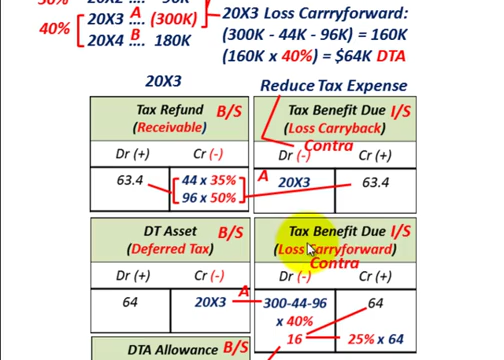 50% 20X2 .... 96K
40% 20X3 .... (300K)
A
20X4 .... 180K
B
20X3 Loss Carrryforward:
(300K - 44K - 96K) = 160K
(160K x 40%) = $64K DTA
20X3
Reduce Tax Expense
Tax Refund B/S
(Receivable)
Dr (+) Cr (-)
63.4 44 x 35%
96 x 50%
Tax Benefit Due I/S
(Loss Carryback)
Contra
Dr (-) Cr (+)
A 20X3 63.4
DT Asset B/S
(Deferred Tax)
Dr (+) Cr (-)
64 20X3
A
Tax Benefit Due I/S
(Loss Carryforward)
Contra
Dr (-) Cr (+)
300-44-96 64
x 40%
16 25% x 64
DTA Allowance B/S